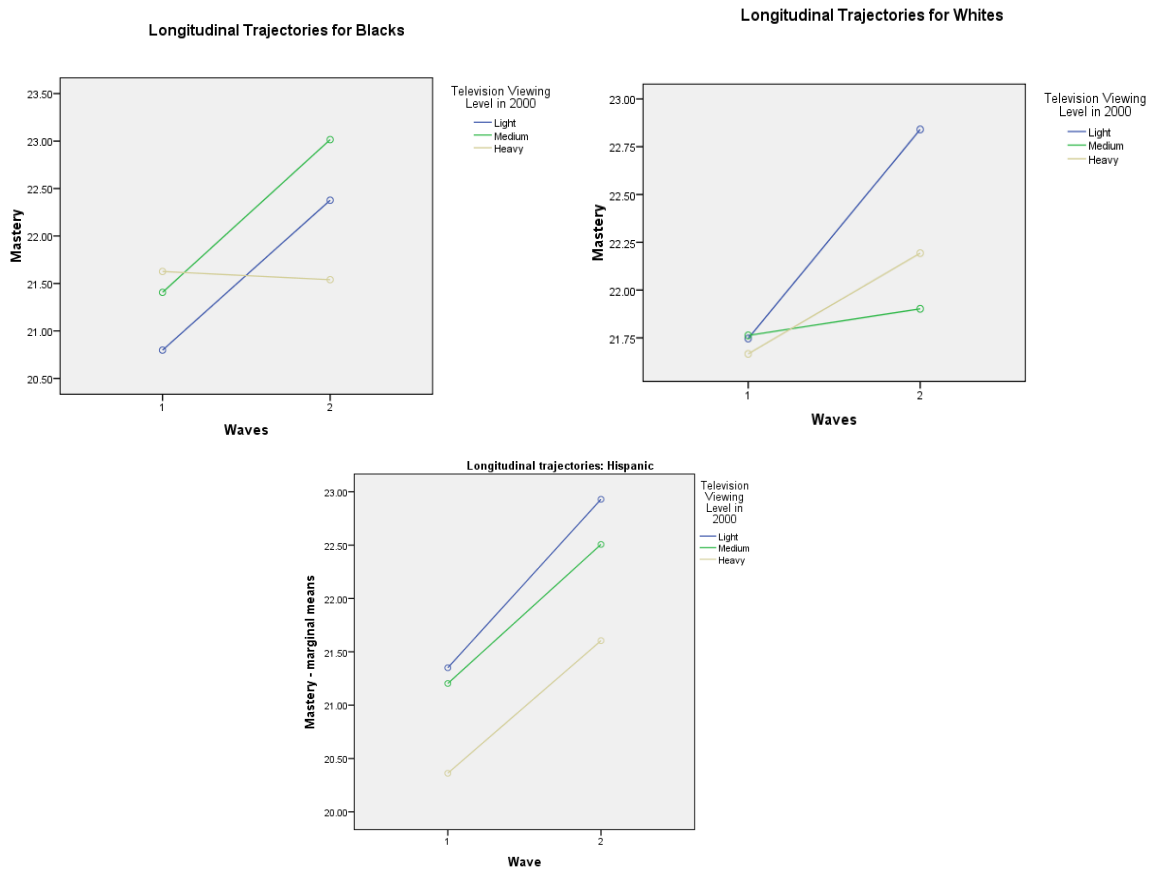 Longitudinal Trajectories for Blacks
23.50
23.00
22.50
22.00
21.50
21.00
20.50
Mastery
1
2
Waves
Television Viewing
Level in 2000
Light
Medium
Heavy
Longitudinal Trajectories for Whites
23.00
22.75
22.50
22.25
22.00
21.75
Mastery
1
2
Waves
Television Viewing
Level in 2000
Light
Medium
Heavy
Longitudinal trajectories: Hispanic
23.00
22.50
22.00
21.50
21.00
20.50
20.00
Mastery - marginal means
1
2
Wave
Television
Viewing
Level in
2000
Light
Medium
Heavy